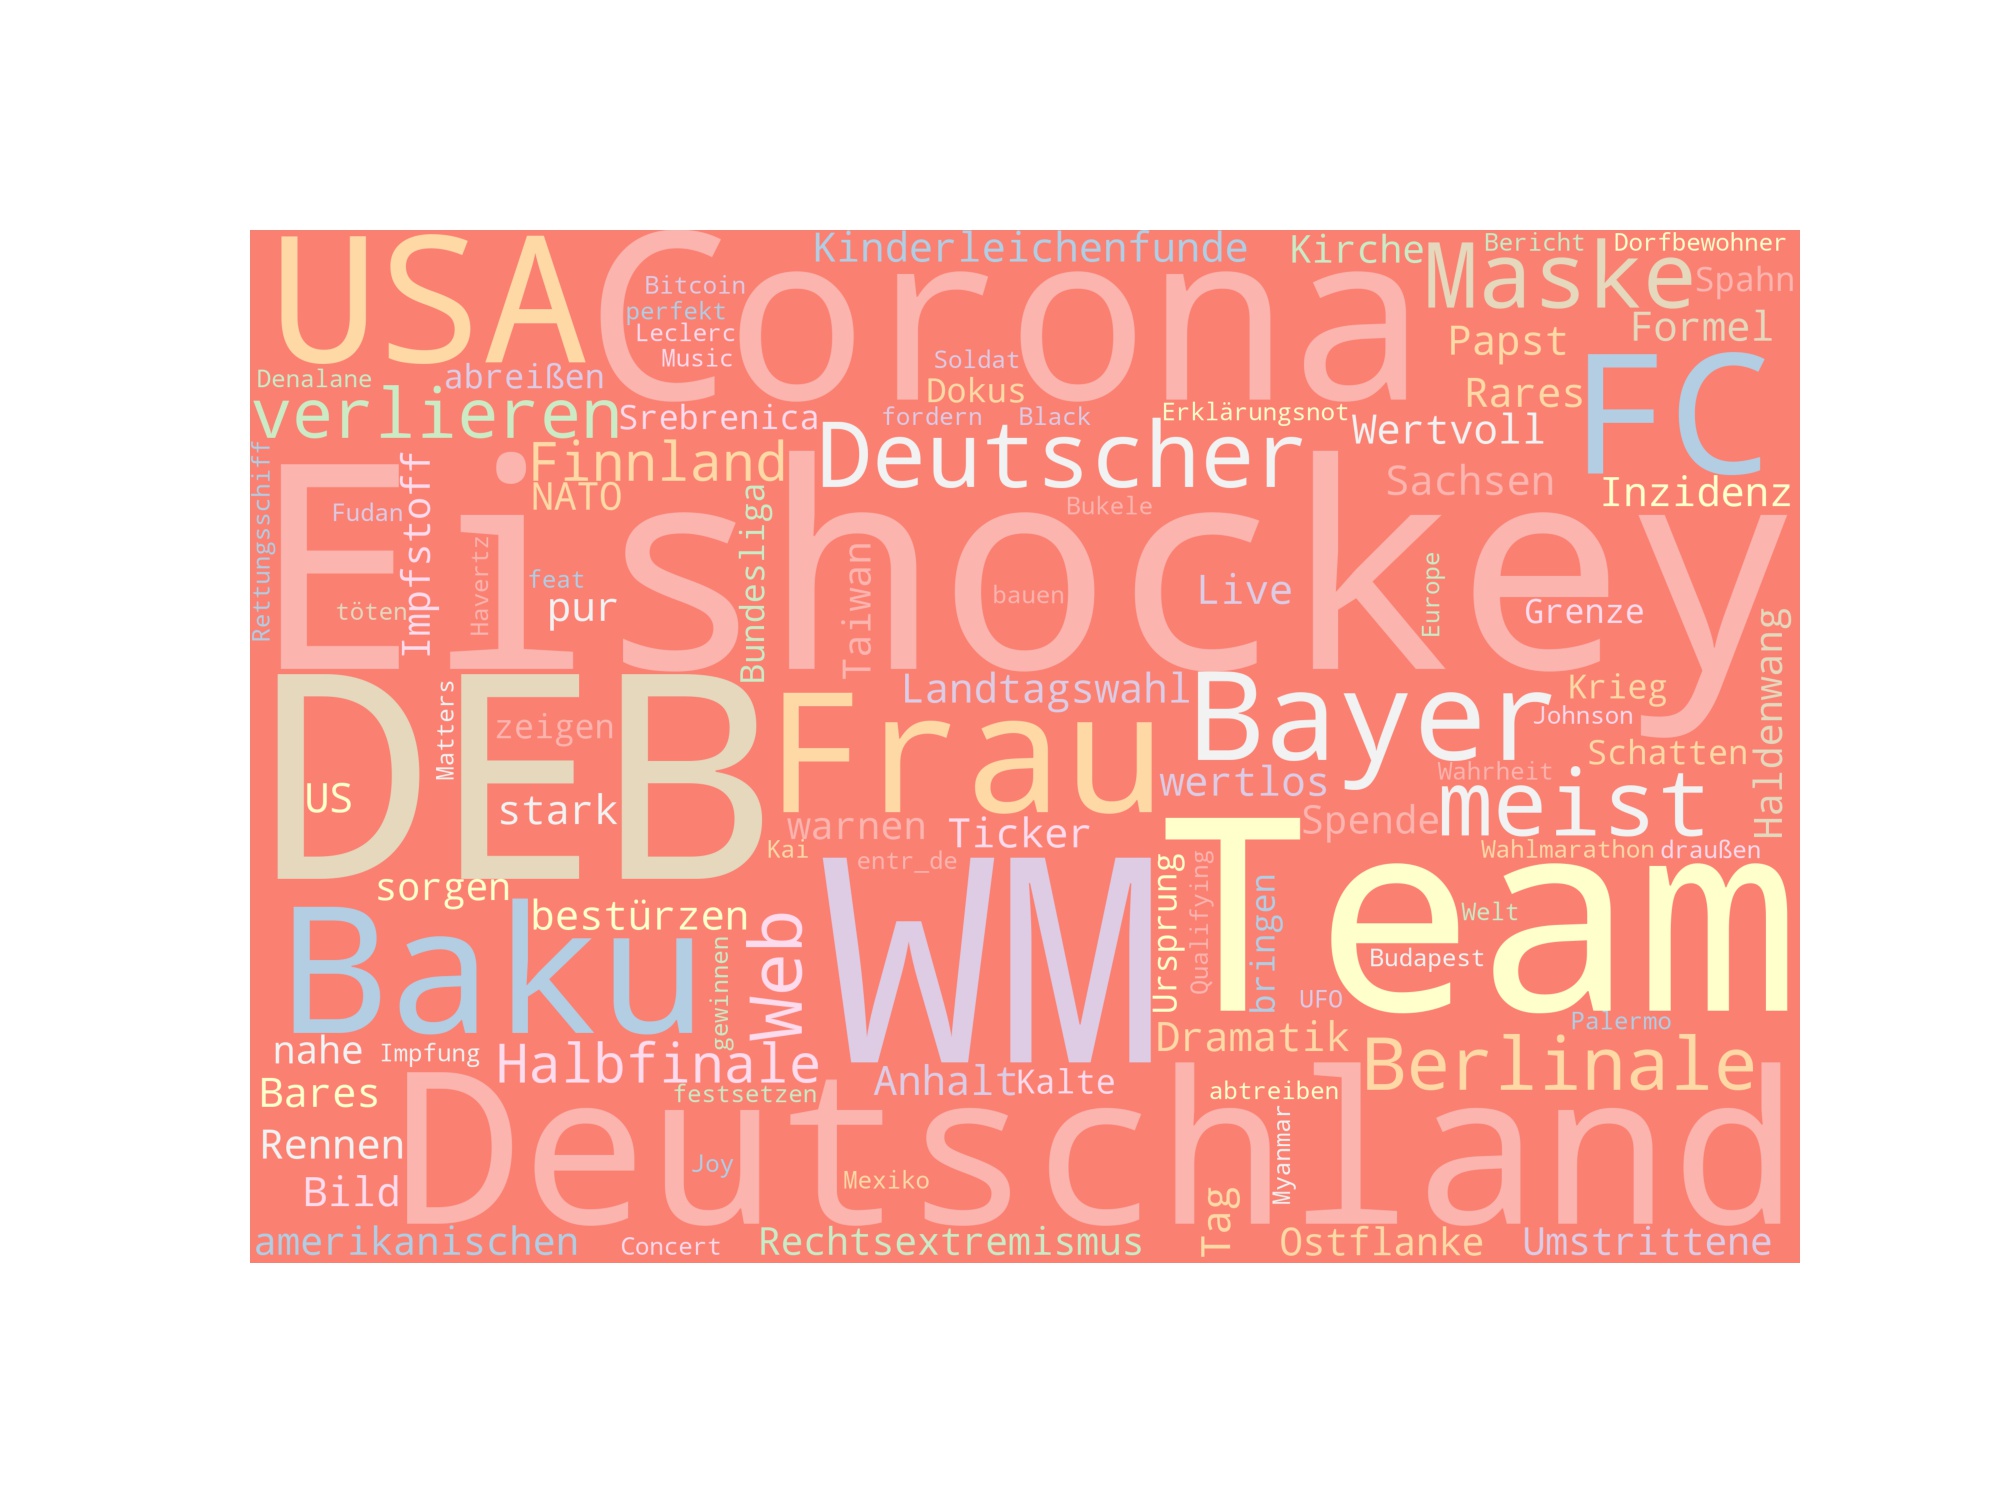 USA
Corona
Kinderleichenfunde
Kirche
Bericht
Dorfbewohner
Maske
Spahn
Bitcoin
perfekt
Leclerc
Music
Papst
Formel
Denalane
abreißen
Soldat
Dokus
Rares
FC
verlieren
Srebrenica
fordern
Black
Erklärungsnot
Wertvoll
Deutscher
Rettungsschiff
Impfstoff
Finnland
NATO
Sachsen
Inzidenz
Eishockey
Fudan
Havertz
Bundesliga
Bukele
Taiwan
feat
töten
pur
bauen
Live
Europe
Grenze
Haldenwang
DEB
Matters
zeigen
Frau
Landtagswahl
Bayer
Krieg
Johnson
Schatten
US
stark
wertlos
Wahrheit
meist
warnen
Ticker
Spende
Kai
entr_de
Team
Wahlmarathon
draußen
sorgen
bestürzen
Baku
gewinnen
Web
WM
Ursprung
Qualifying
bringen
Welt
Budapest
UFO
Palermo
nahe
Impfung
Halbfinale
Dramatik
Berlinale
Bares
festsetzen
Anhalt
Kalte
abtreiben
Rennen
Deutschland
Myanmar
Joy
Mexiko
Bild
Tag
amerikanischen
Concert
Rechtsextremismus
Ostflanke
Umstrittene